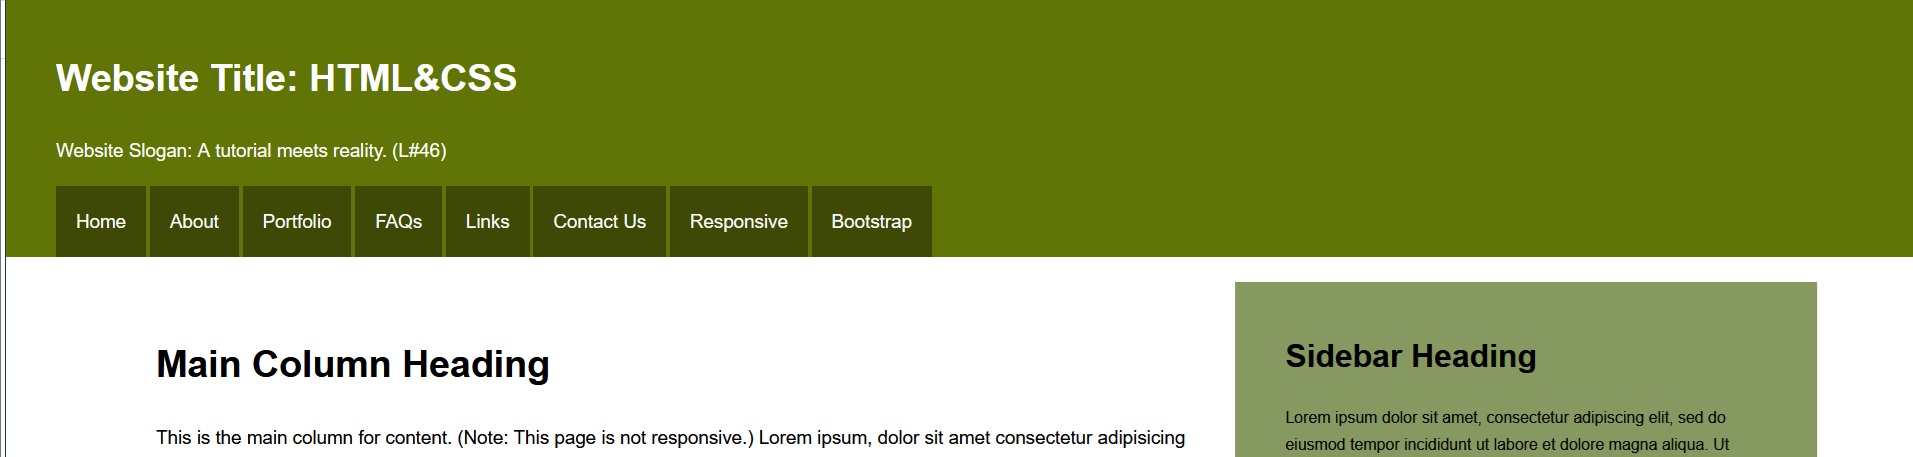 Website Title: HTML&CSS
Website Slogan: A tutorial meets reality. (L#46)
Home About Portfolio FAQs Links Contact Us Responsive Bootstrap
Main Column Heading
This is the main column for content. (Note: This page is not responsive.) Lorem ipsum, dolor sit amet consectetur adipisicing
Sidebar Heading
Lorem ipsum dolor sit amet, consectetur adipiscing elit, sed do
eiusmod tempor incididunt ut labore et dolore magna aliqua. Ut